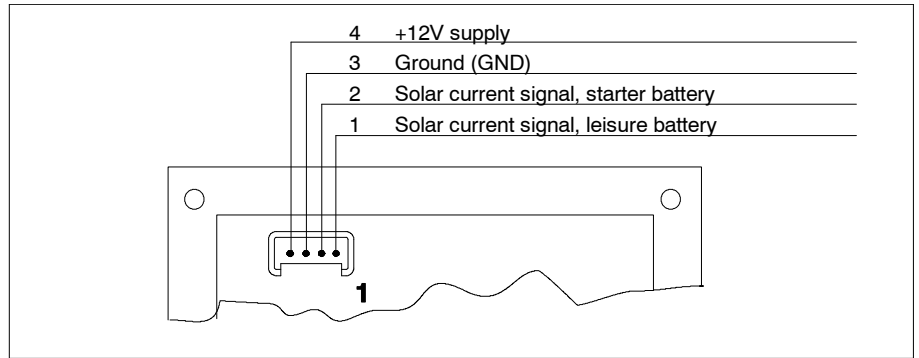 4 +12V supply
3 Ground (GND)
2 Solar current signal, starter battery
1 Solar current signal, leisure battery
1